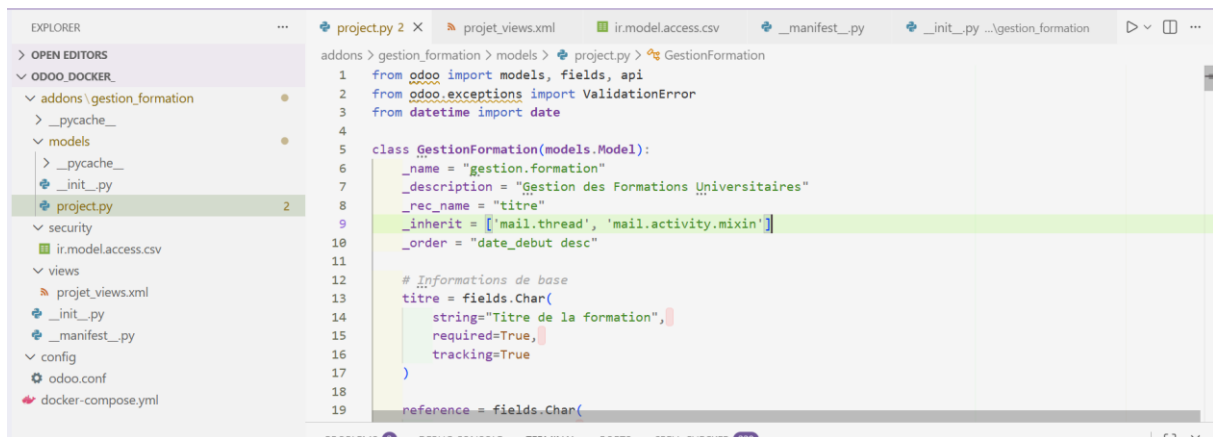 EXPLORER
project.py 2
projet_views.xml
ir.model.access.csv
__manifest__.py
__init__.py ...\gestion_formation
OPEN EDITORS
ODOO_DOCKER_
addons\gestion_formation
__pycache__
models
__pycache__
__init__.py
project.py 2
security
ir.model.access.csv
views
projet_views.xml
__init__.py
__manifest__.py
config
odoo.conf
docker-compose.yml
addons > gestion_formation > models > project.py > GestionFormation
1 from odoo import models, fields, api
2 from odoo.exceptions import ValidationError
3 from datetime import date
4
5 class GestionFormation(models.Model):
6 _name = "gestion.formation"
7 _description = "Gestion des Formations Universitaires"
8 _rec_name = "titre"
9 _inherit = ['mail.thread', 'mail.activity.mixin']
10 _order = "date_debut desc"
11
12 # Informations de base
13 titre = fields.Char(
14 string="Titre de la formation",
15 required=True,
16 tracking=True
17 )
18
19 reference = fields.Char(